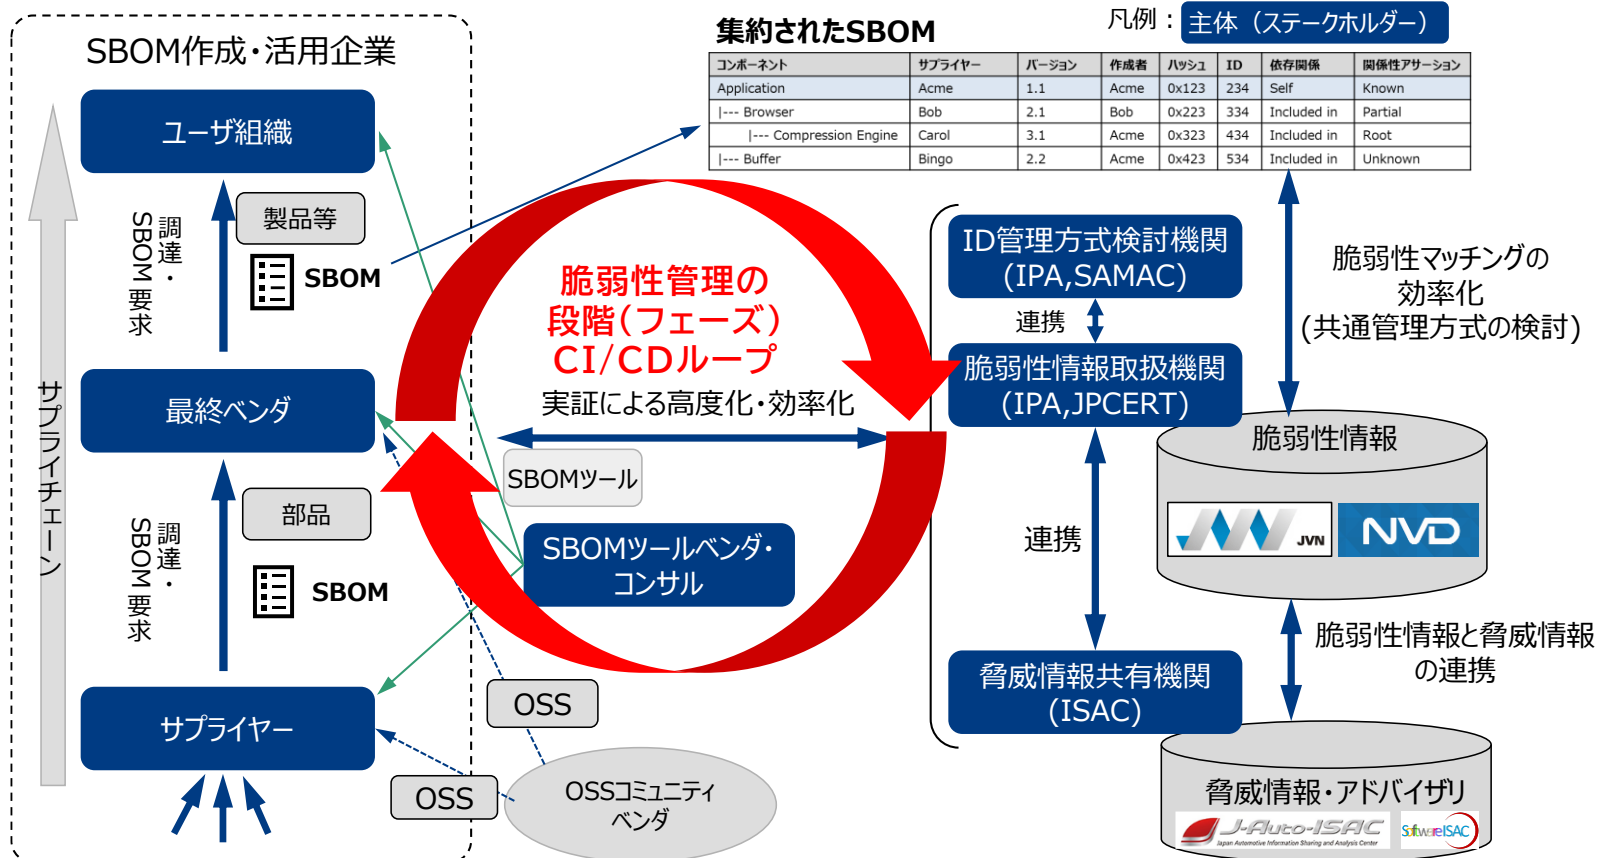 SBOM作成・活用企業
ユーザ組織
調達・
SBOM要求
製品等
SBOM
最終ベンダ
調達・
SBOM要求
部品
SBOM
サプライヤー
サプライチェーン
集約されたSBOM
凡例：主体（ステークホルダー）
コンポーネント サプライヤー バージョン 作成者 ハッシュ ID 依存関係 関係性アサーション
Application Acme 1.1 Acme 0x123 234 Self Known
|--- Browser Bob 2.1 Bob 0x223 334 Included in Partial
|--- Compression Engine Carol 3.1 Acme 0x323 434 Included in Root
|--- Buffer Bingo 2.2 Acme 0x423 534 Included in Unknown
脆弱性管理の
段階（フェーズ）
CI/CDループ
実証による高度化・効率化
SBOMツール
SBOMツールベンダ・
コンサル
OSS
OSS
OSSコミュニティ
ベンダ
ID管理方式検討機関
(IPA,SAMAC)
連携
脆弱性情報取扱機関
(IPA,JPCERT)
連携
脅威情報共有機関
(ISAC)
脆弱性マッチングの
効率化
(共通管理方式の検討)
脆弱性情報
JVN
NVD
脆弱性情報と脅威情報
の連携
脅威情報・アドバイザリ
J-Auto-ISAC
Japan Automotive Information Sharing and Analysis Center
SoftwareISAC